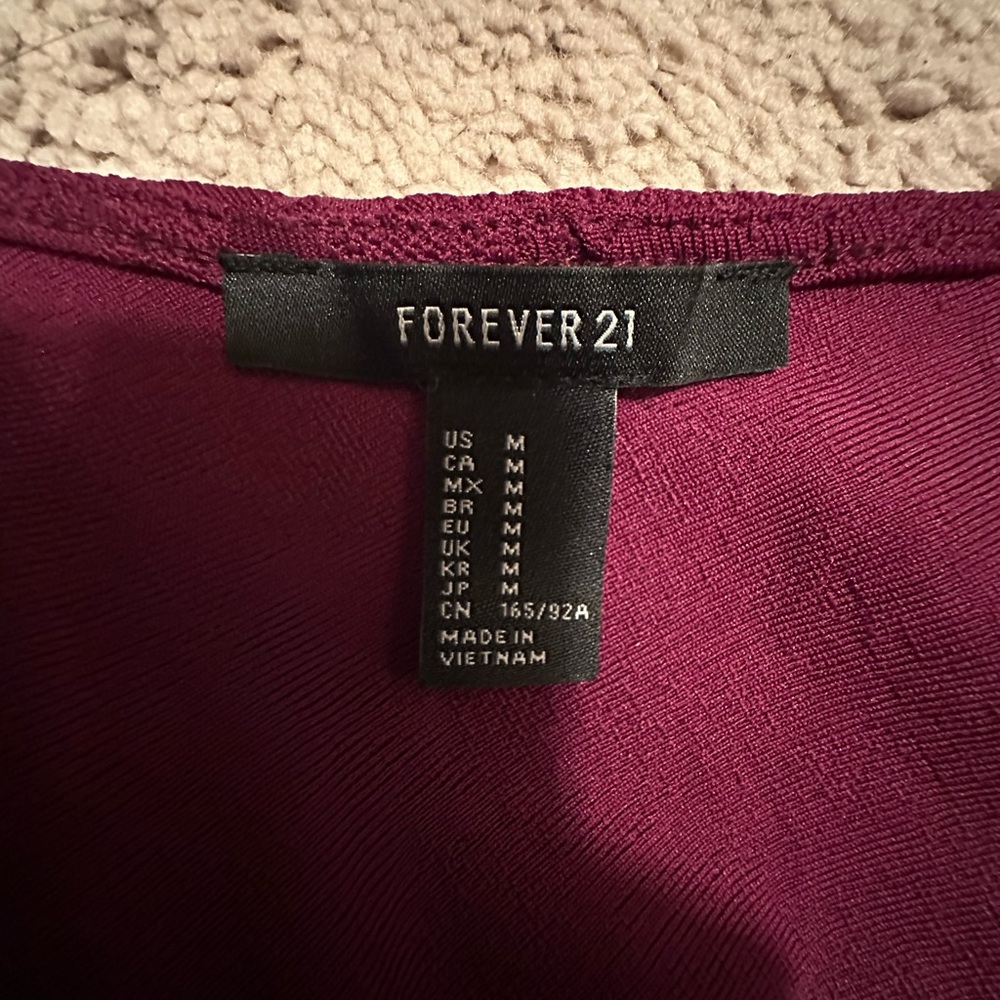 FOREVER 21
US M
CA M
MX M
BR M
EU M
UK M
KR M
JP M
CN 165/92A
MADE IN
VIETNAM